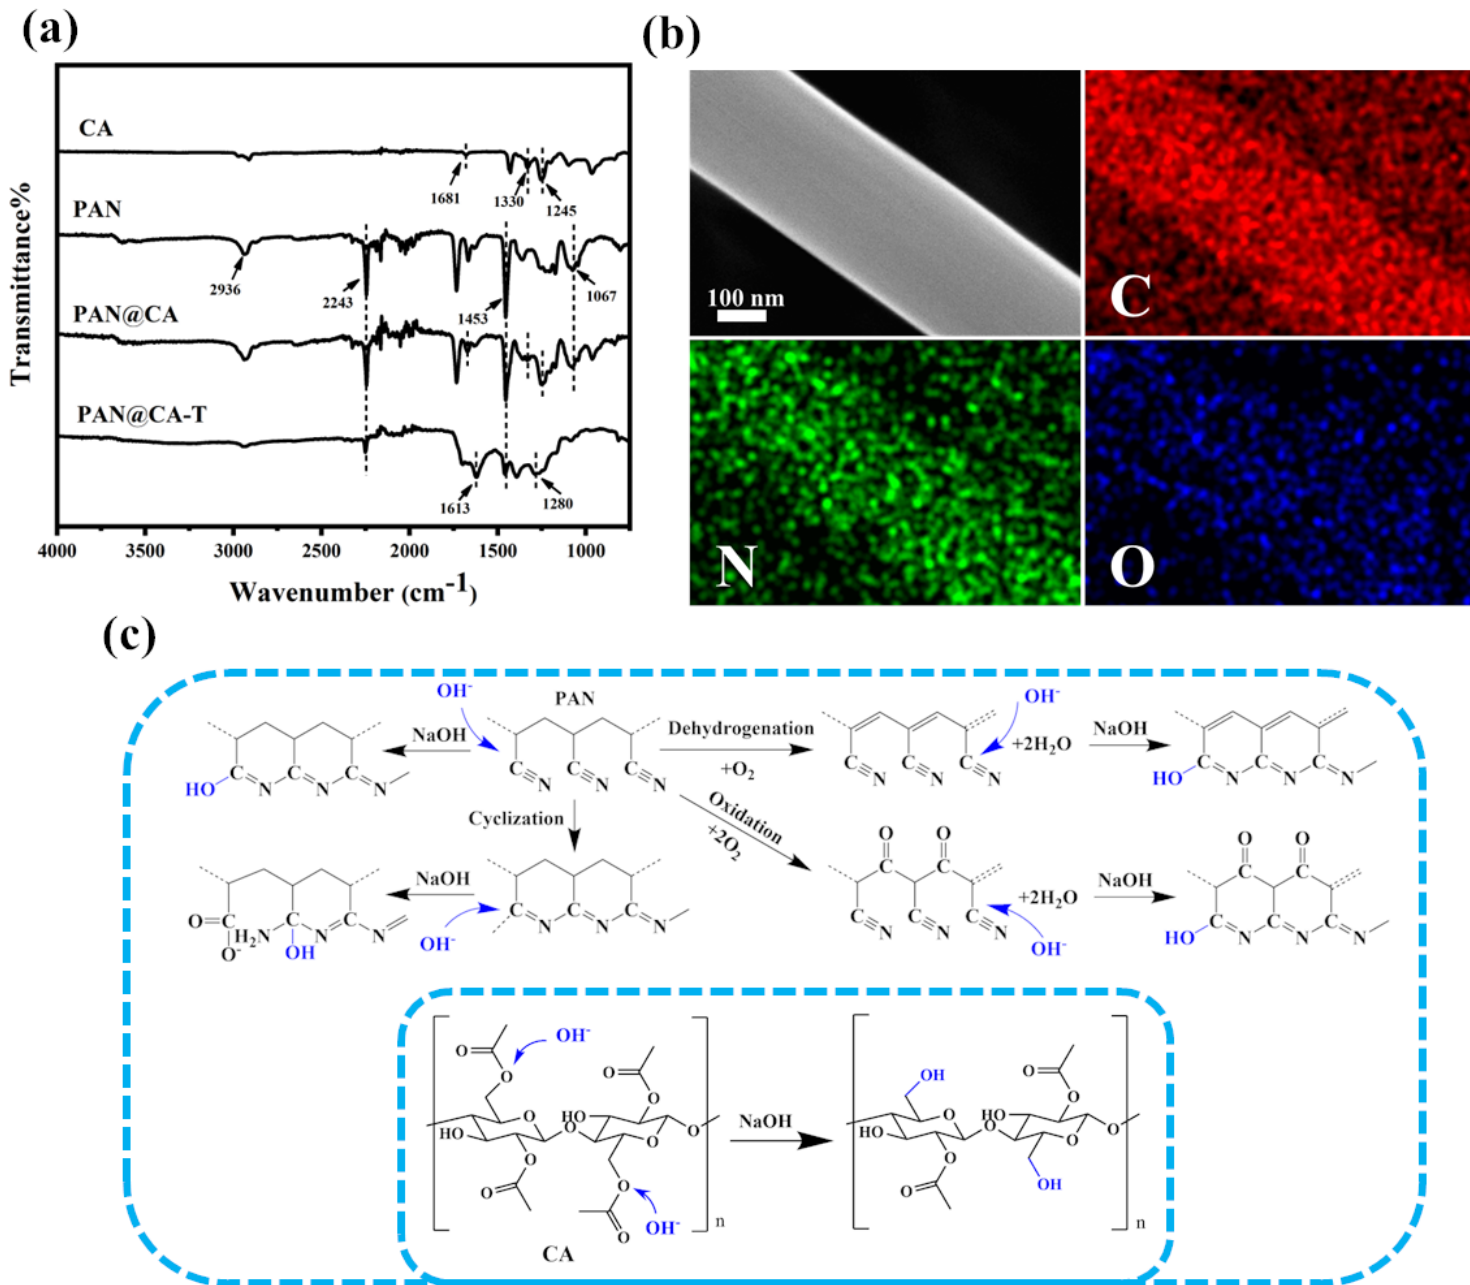 (a)
CA
1681
1330
1245
PAN
2936
2243
1453
1067
PAN@CA
PAN@CA-T
1613
1280
4000 3500 3000 2500 2000 1500 1000
Wavenumber (cm-1)
Transmittance%
(b)
100 nm
C
N
O
(c)
OH-
PAN
NaOH
HO
C N N N
C≡N C≡N C≡N
Dehydrogenation
+O2
C≡N C≡N C≡N
OH-
+2H2O
NaOH
HO
C N N N
Cyclization
Oxidation
+2O2
O C O-
H2N
OH
N N
NaOH
OH-
C N N N
O O
C C
C≡N C≡N C≡N
+2H2O
OH-
NaOH
O O
C C
HO
C N C N C N
O O OH-
O O
HO O O O HO O O
O O O O
OH-
n
CA
NaOH
OH O O
HO O O O HO O O
O O OH
n